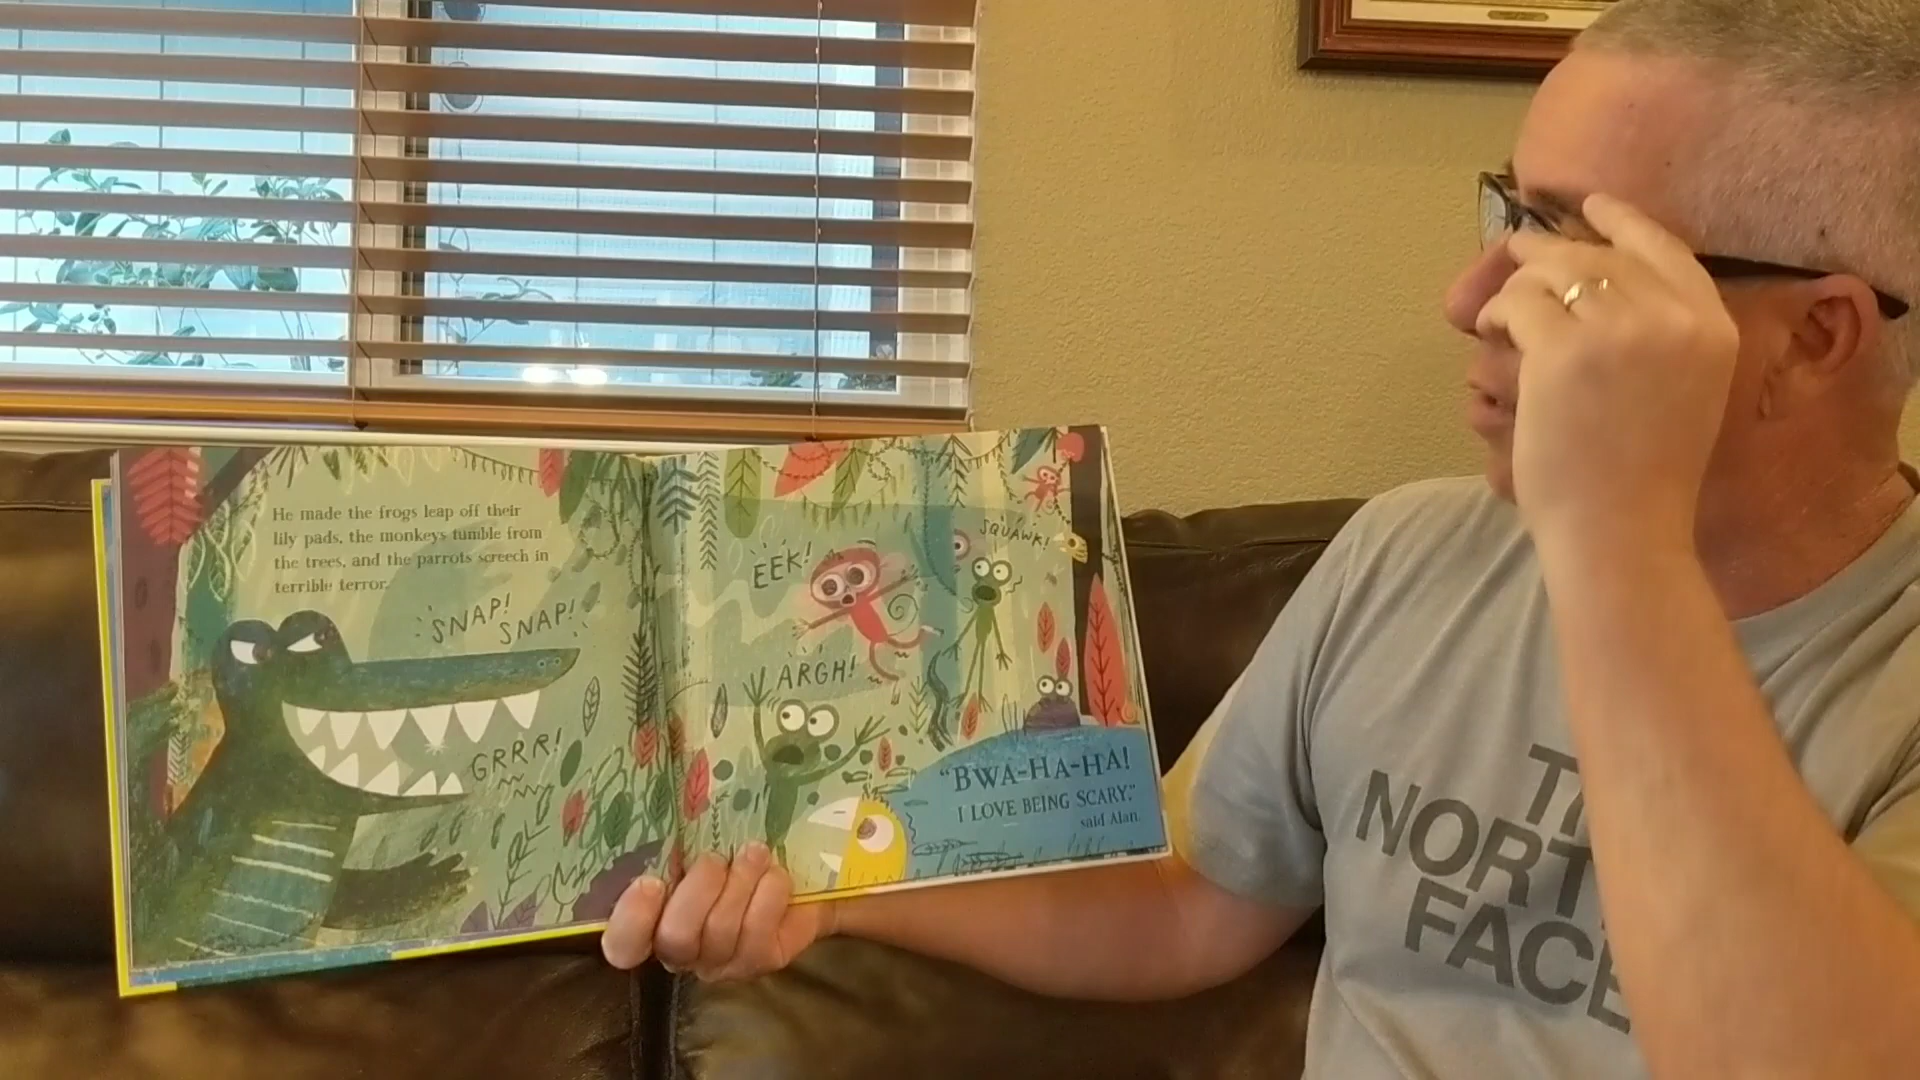 He made the frogs leap off their
lily pads, the monkeys tumble from
the trees, and the parrots screech in
terrible terror.
SNAP!
SNAP!
GRRR!
EEK!
SQUAWK!
ARGH!
"BWA-HA-HA!
I LOVE BEING SCARY,"
said Alan.
NORT
FACE